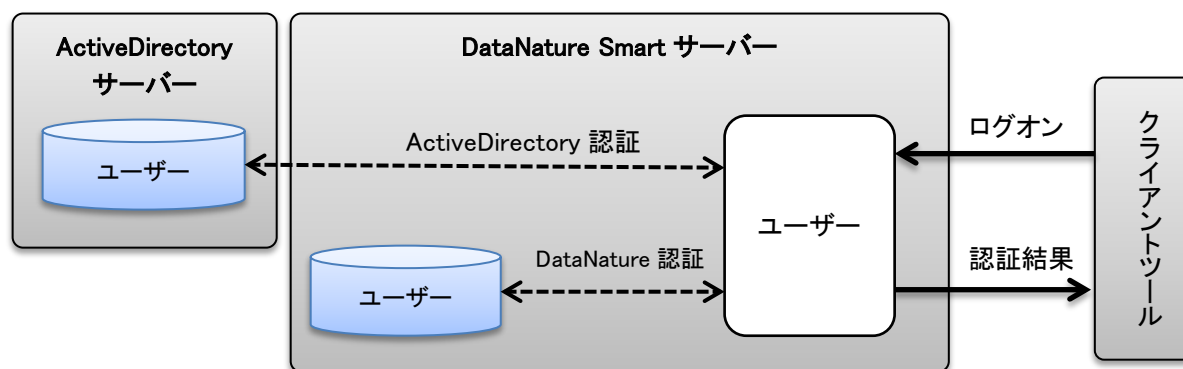 ActiveDirectory
サーバー
ユーザー
DataNature Smart サーバー
ActiveDirectory 認証
ユーザー
DataNature 認証
ユーザー
ログオン
認証結果
クライアントツール